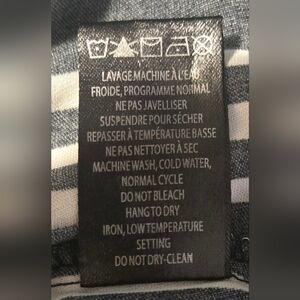 LAVAGE MACHINE À L'EAU
FROIDE, PROGRAMME NORMAL
NE PAS JAVELLISER
SUSPENDRE POUR SÉCHER
REPASSER À TEMPÉRATURE BASSE
NE PAS NETTOYER À SEC
MACHINE WASH, COLD WATER,
NORMAL CYCLE
DO NOT BLEACH
HANG TO DRY
IRON, LOW TEMPERATURE
SETTING
DO NOT DRY-CLEAN